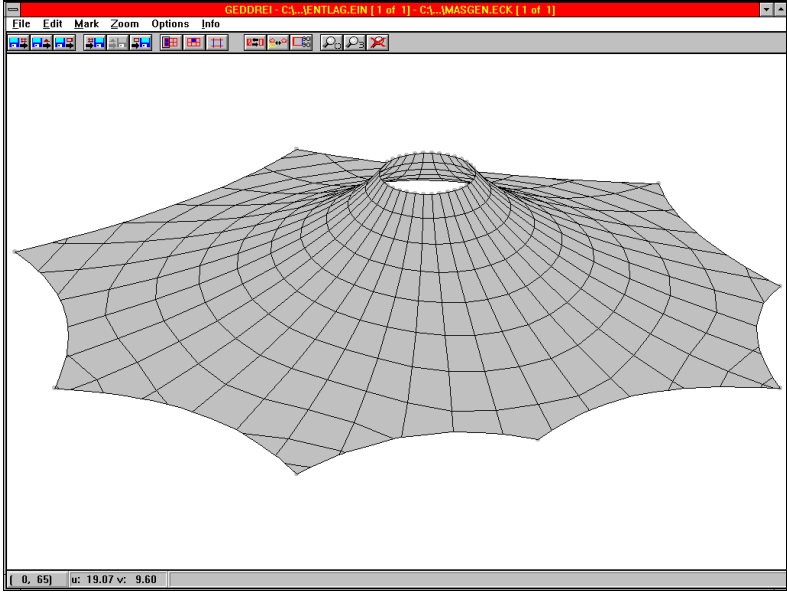 GEDDREI - C:\...\ENTLAG.EIN [ 1 of 1] - C:\...\MASGEN.ECK [ 1 of 1]
File Edit Mark Zoom Options Info
( 0, 65) u: 19.07 v: 9.60